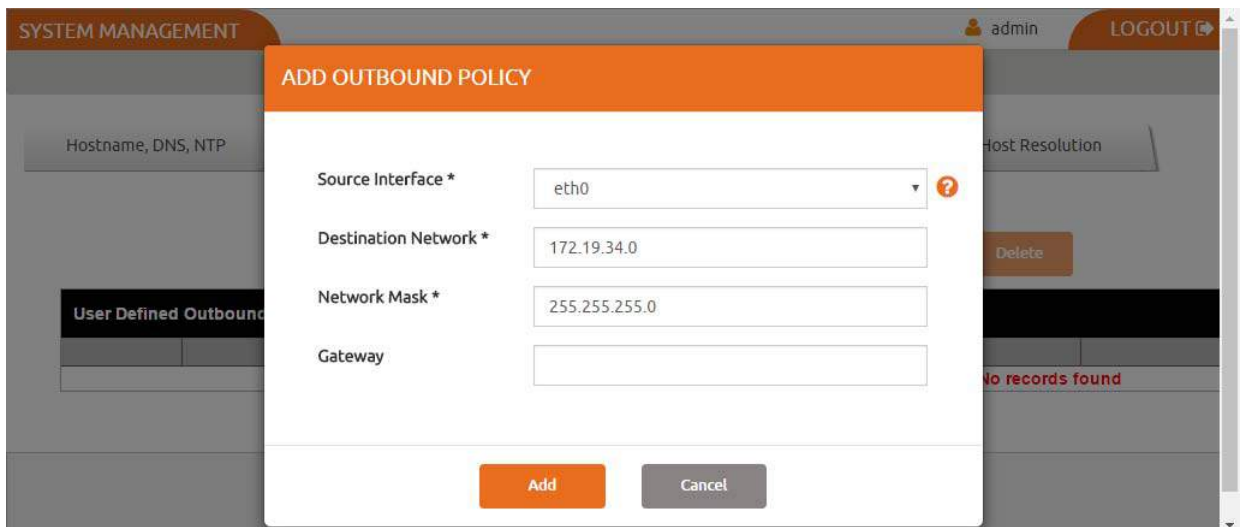 SYSTEM MANAGEMENT
admin
LOGOUT
ADD OUTBOUND POLICY
Hostname, DNS, NTP
Host Resolution
Source Interface *
eth0
?
Destination Network *
172.19.34.0
Delete
Network Mask *
255.255.255.0
User Defined Outbound
Gateway
No records found
Add
Cancel